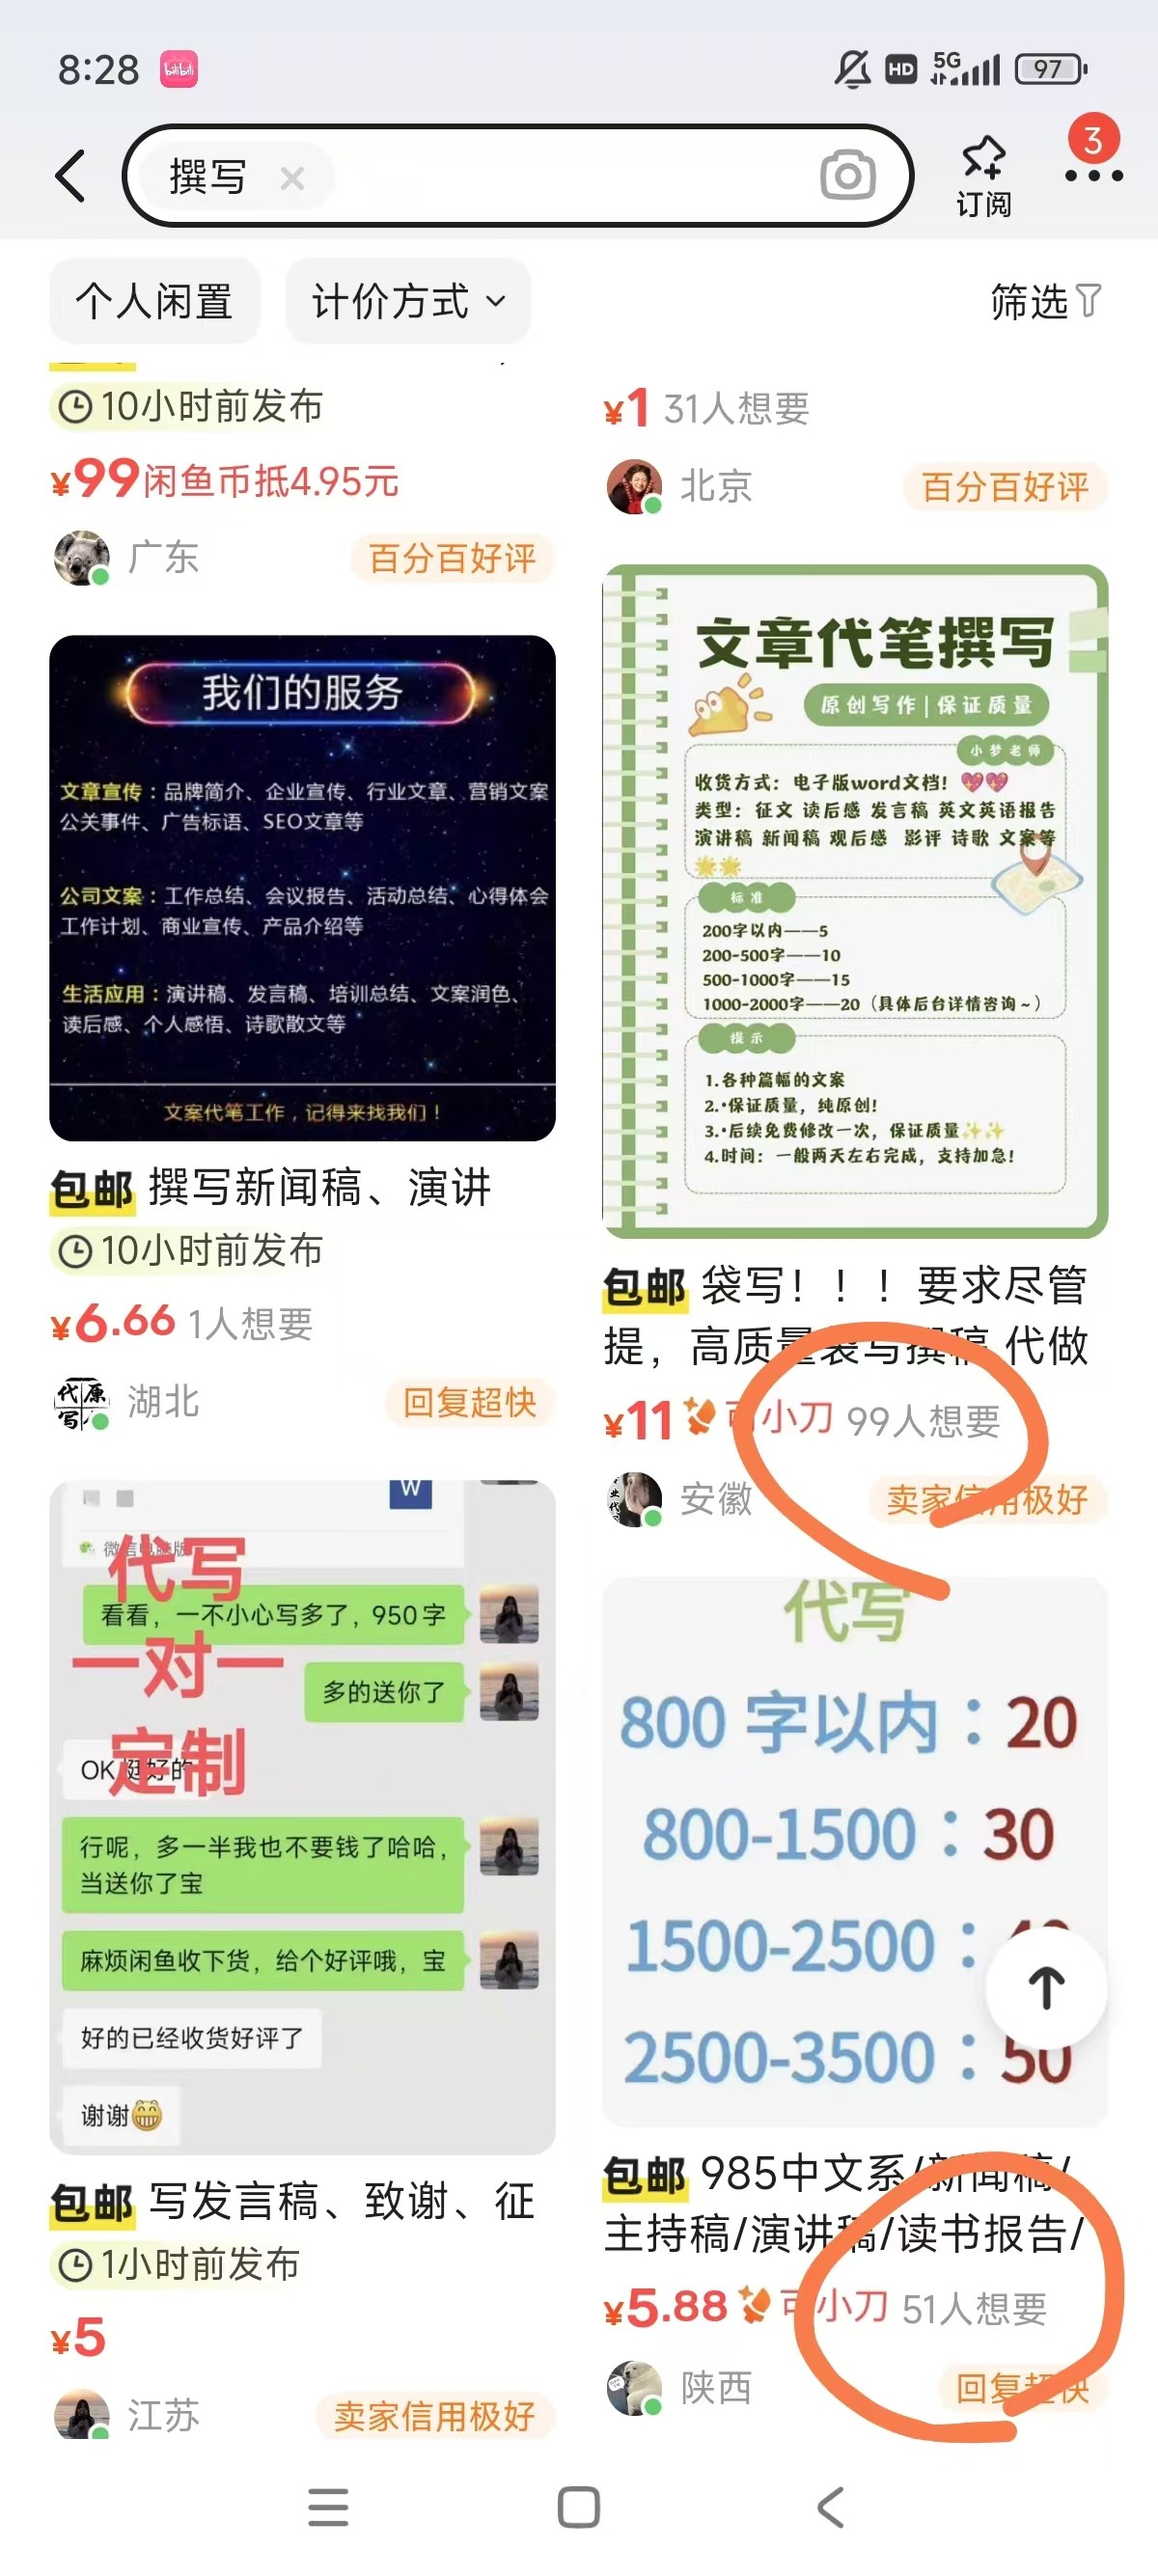 8:28
bilibili
HD
5G
97
撰写
订阅
3
个人闲置
计价方式
筛选
10小时前发布
¥99闲鱼币抵4.95元
广东
百分百好评
我们的服务
文章宣传：品牌简介、企业宣传、行业文章、营销文案
公关事件、广告标语、SEO文章等
公司文案：工作总结、会议报告、活动总结、心得体会
工作计划、商业宣传、产品介绍等
生活应用：演讲稿、发言稿、培训总结、文案润色、
读后感、个人感悟、诗歌散文等
文案代笔工作，记得来找我们！
包邮 撰写新闻稿、演讲
10小时前发布
¥6.66 1人想要
代原
写
湖北
回复超快
W
微信电脑版
代写
一对一
定制
看看，一不小心写多了，950字
多的送你了
OK 挺好的
行呢，多一半我也不要钱了哈哈，
当送你了宝
麻烦闲鱼收下货，给个好评哦，宝
好的已经收货好评了
谢谢
包邮 写发言稿、致谢、征
1小时前发布
¥5
江苏
卖家信用极好
¥1 31人想要
北京
百分百好评
文章代笔撰写
原创写作|保证质量
小梦老师
收货方式：电子版word文档！
类型：征文 读后感 发言稿 英文英语报告
演讲稿 新闻稿 观后感 影评 诗歌 文案等
标准
200字以内——5
200-500字——10
500-1000字——15
1000-2000字——20（具体后台详情咨询~）
提示
1.各种篇幅的文案
2.·保证质量，纯原创!
3.·后续免费修改一次，保证质量
4.时间：一般两天左右完成，支持加急!
包邮 袋写！！！要求尽管
提，高质量袋写撰稿 代做
¥11 可小刀 99人想要
安徽
卖家信用极好
代写
800 字以内：20
800-1500：30
1500-2500：
2500-3500：50
包邮 985中文系/新闻稿/
主持稿/演讲稿/读书报告/
¥5.88 可小刀 51人想要
陕西
回复超快